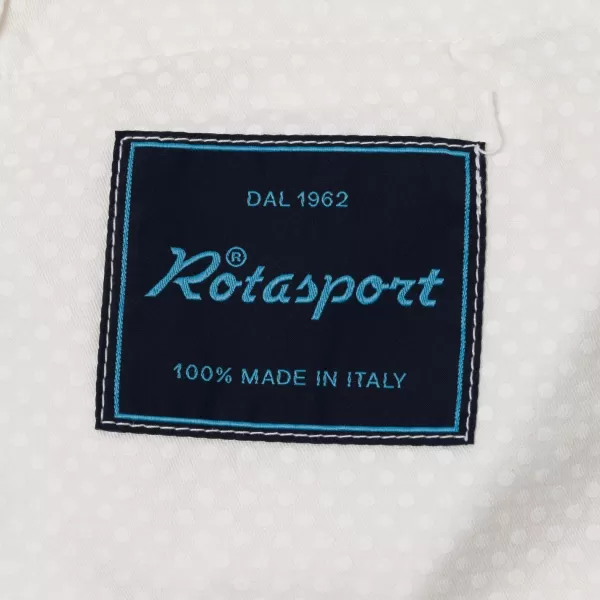 DAL 1962
Rotasport®
100% MADE IN ITALY